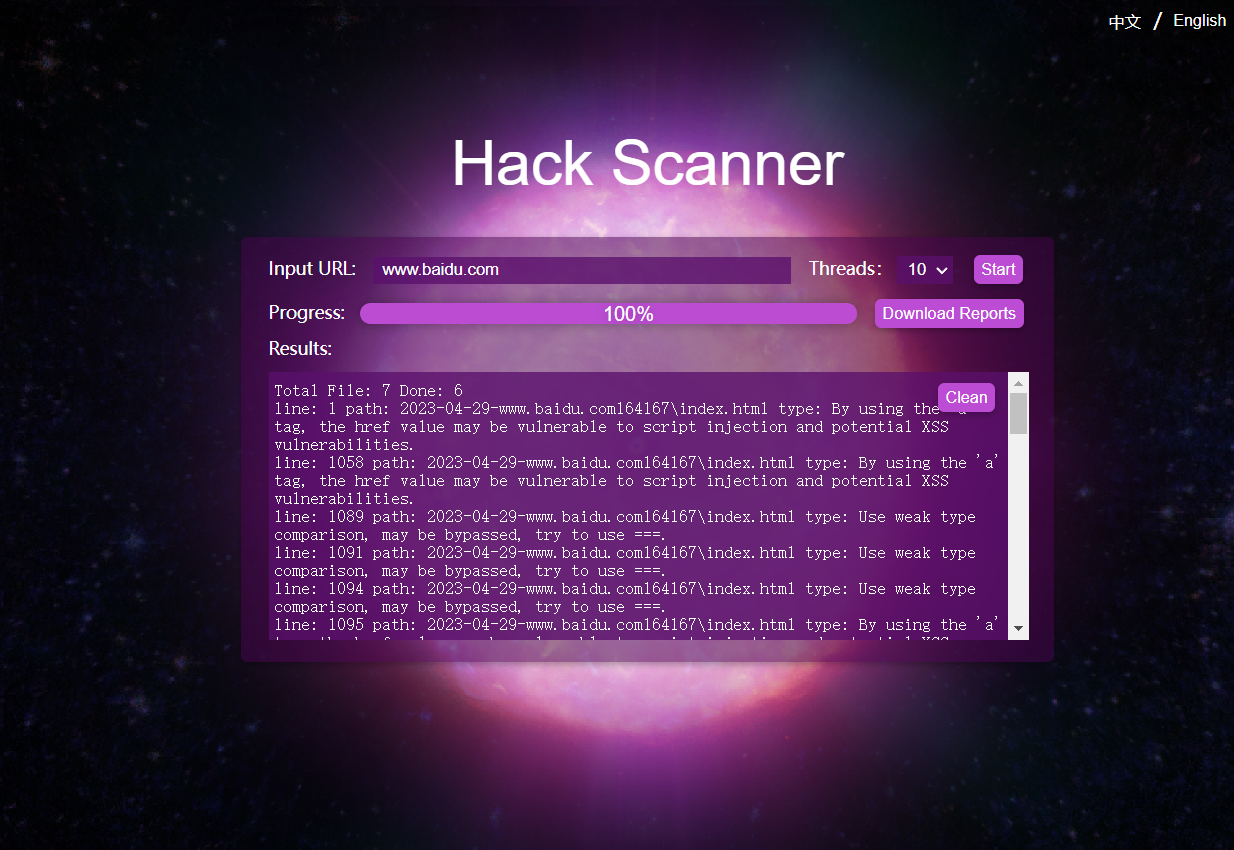 中文 / English
Hack Scanner
Input URL: www.baidu.com Threads: 10 Start
Progress: 100% Download Reports
Results:
Clean
Total File: 7 Done: 6
line: 1 path: 2023-04-29-www.baidu.com164167\index.html type: By using the 'a'
tag, the href value may be vulnerable to script injection and potential XSS
vulnerabilities.
line: 1058 path: 2023-04-29-www.baidu.com164167\index.html type: By using the 'a'
tag, the href value may be vulnerable to script injection and potential XSS
vulnerabilities.
line: 1089 path: 2023-04-29-www.baidu.com164167\index.html type: Use weak type
comparison, may be bypassed, try to use ===.
line: 1091 path: 2023-04-29-www.baidu.com164167\index.html type: Use weak type
comparison, may be bypassed, try to use ===.
line: 1094 path: 2023-04-29-www.baidu.com164167\index.html type: Use weak type
comparison, may be bypassed, try to use ===.
line: 1095 path: 2023-04-29-www.baidu.com164167\index.html type: By using the 'a'